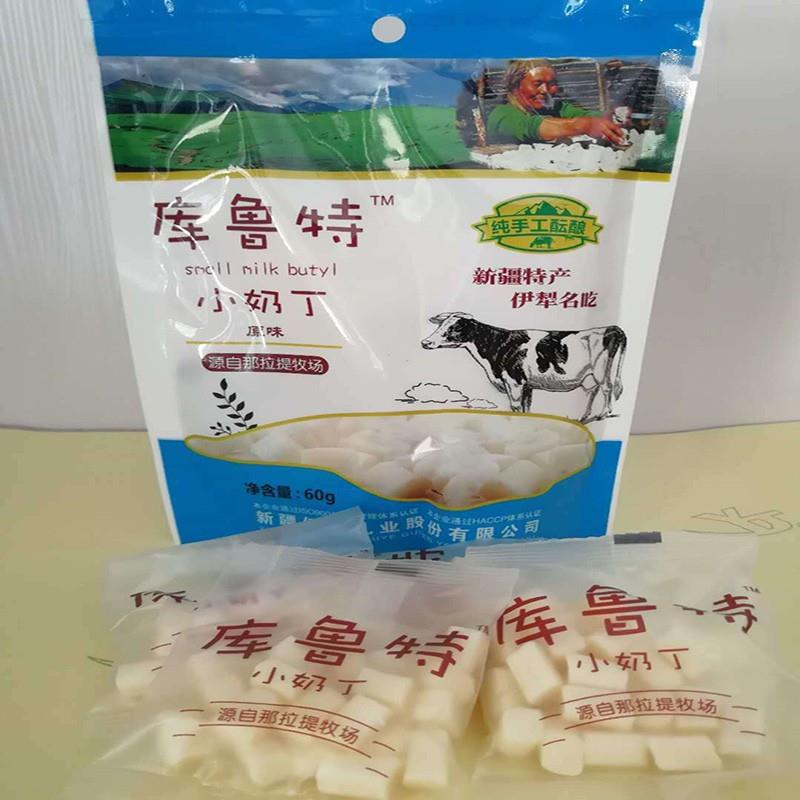 库鲁特™
small milk butyl
小奶丁
原味
源自那拉提牧场
纯手工酝酿
新疆特产
伊犁名吃
净含量:60g
本企业通过HACCP体系认证
业股份有限公司
库鲁特
小奶丁
源自那拉提牧场
库鲁特™
小奶丁
源自那拉提牧场